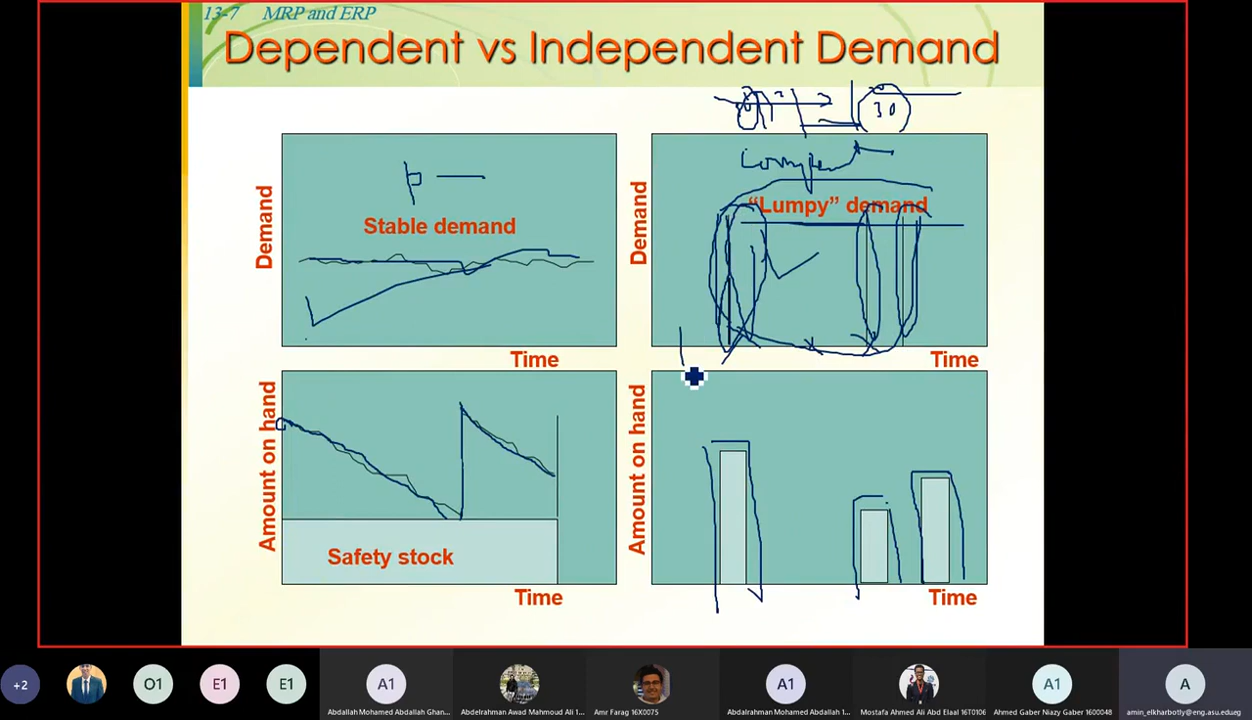 13-7 MRP and ERP
Dependent vs Independent Demand
30
Demand
Stable demand
Time
Demand
"Lumpy" demand
Time
Amount on hand
Safety stock
Time
Amount on hand
Time
+2
O1
E1
E1
A1
A1
A1
A
Abdallah Mohamed Abdallah Ghan...
Abdelrahman Awad Mahmoud Ali 1...
Amr Farag 16X0075
Abdalrahman Mohamed Abdallah 1...
Mostafa Ahmed Ali Abd Elaal 16T0106
Ahmed Gaber Niazy Gaber 1600048
amin_elkharbotly@eng.asu.edu.eg